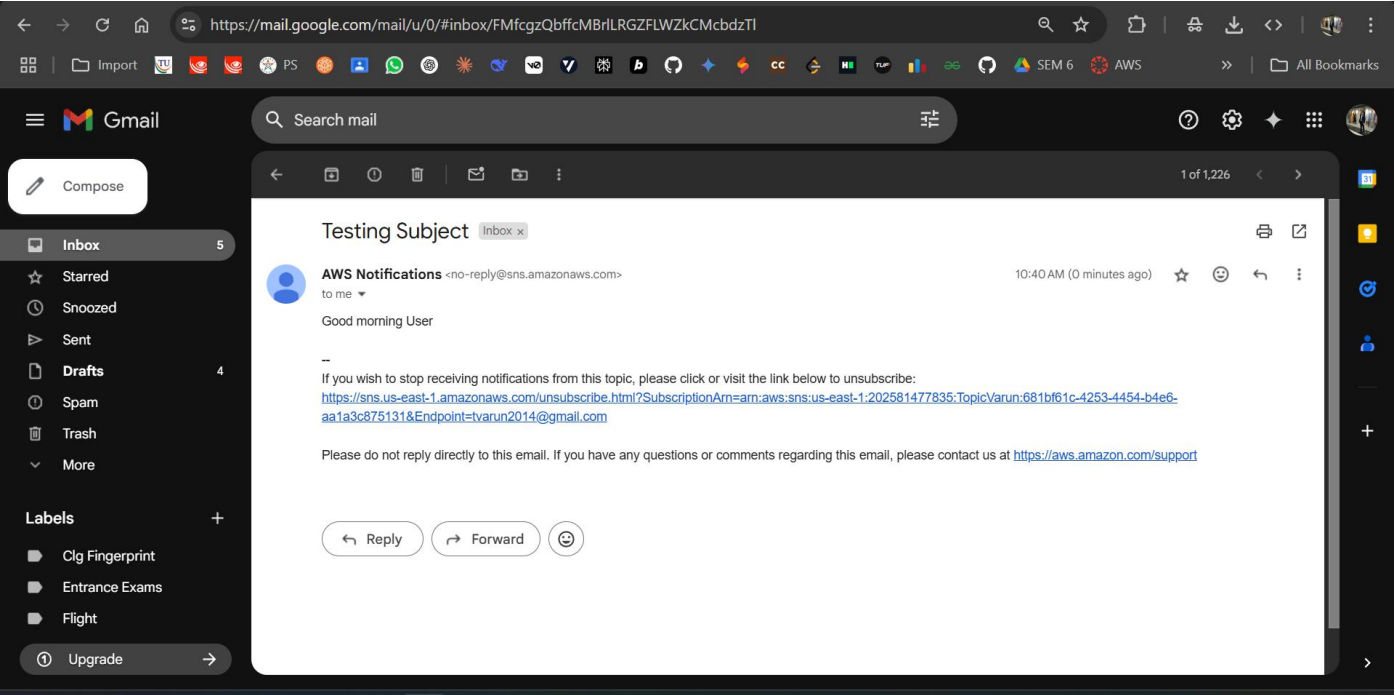 https://mail.google.com/mail/u/0/#inbox/FMfcgzQbffcMBrlLRGZFLWZkCMcbdzTl
Import
PS
SEM 6
AWS
All Bookmarks
Gmail
Search mail
Compose
1 of 1,226
Inbox 5
Starred
Snoozed
Sent
Drafts 4
Spam
Trash
More
Labels
Clg Fingerprint
Entrance Exams
Flight
Upgrade
Testing Subject Inbox x
AWS Notifications <no-reply@sns.amazonaws.com> 10:40 AM (0 minutes ago)
to me
Good morning User
--
If you wish to stop receiving notifications from this topic, please click or visit the link below to unsubscribe:
https://sns.us-east-1.amazonaws.com/unsubscribe.html?SubscriptionArn=arn:aws:sns:us-east-1:202581477835:TopicVarun:681bf61c-4253-4454-b4e6-
aa1a3c875131&Endpoint=tvarun2014@gmail.com
Please do not reply directly to this email. If you have any questions or comments regarding this email, please contact us at https://aws.amazon.com/support
Reply
Forward